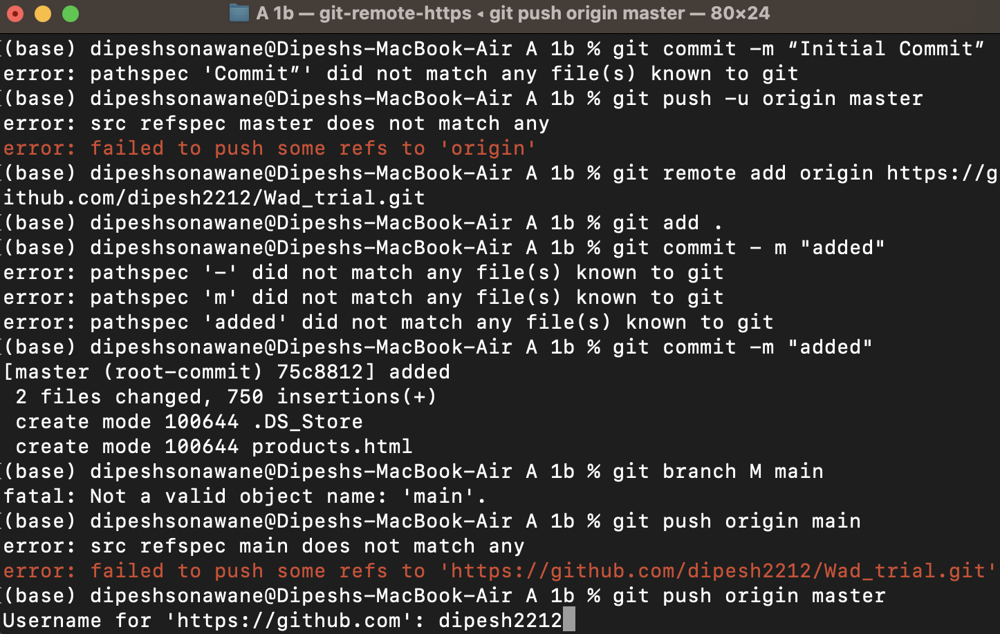 A 1b — git-remote-https ◂ git push origin master — 80×24
(base) dipeshsonawane@Dipeshs-MacBook-Air A 1b % git commit -m “Initial Commit”
error: pathspec 'Commit”' did not match any file(s) known to git
(base) dipeshsonawane@Dipeshs-MacBook-Air A 1b % git push -u origin master
error: src refspec master does not match any
error: failed to push some refs to 'origin'
(base) dipeshsonawane@Dipeshs-MacBook-Air A 1b % git remote add origin https://g
ithub.com/dipesh2212/Wad_trial.git
(base) dipeshsonawane@Dipeshs-MacBook-Air A 1b % git add .
(base) dipeshsonawane@Dipeshs-MacBook-Air A 1b % git commit - m "added"
error: pathspec '-' did not match any file(s) known to git
error: pathspec 'm' did not match any file(s) known to git
error: pathspec 'added' did not match any file(s) known to git
(base) dipeshsonawane@Dipeshs-MacBook-Air A 1b % git commit -m "added"
[master (root-commit) 75c8812] added
 2 files changed, 750 insertions(+)
 create mode 100644 .DS_Store
 create mode 100644 products.html
(base) dipeshsonawane@Dipeshs-MacBook-Air A 1b % git branch M main
fatal: Not a valid object name: 'main'.
(base) dipeshsonawane@Dipeshs-MacBook-Air A 1b % git push origin main
error: src refspec main does not match any
error: failed to push some refs to 'https://github.com/dipesh2212/Wad_trial.git'
(base) dipeshsonawane@Dipeshs-MacBook-Air A 1b % git push origin master
Username for 'https://github.com': dipesh2212